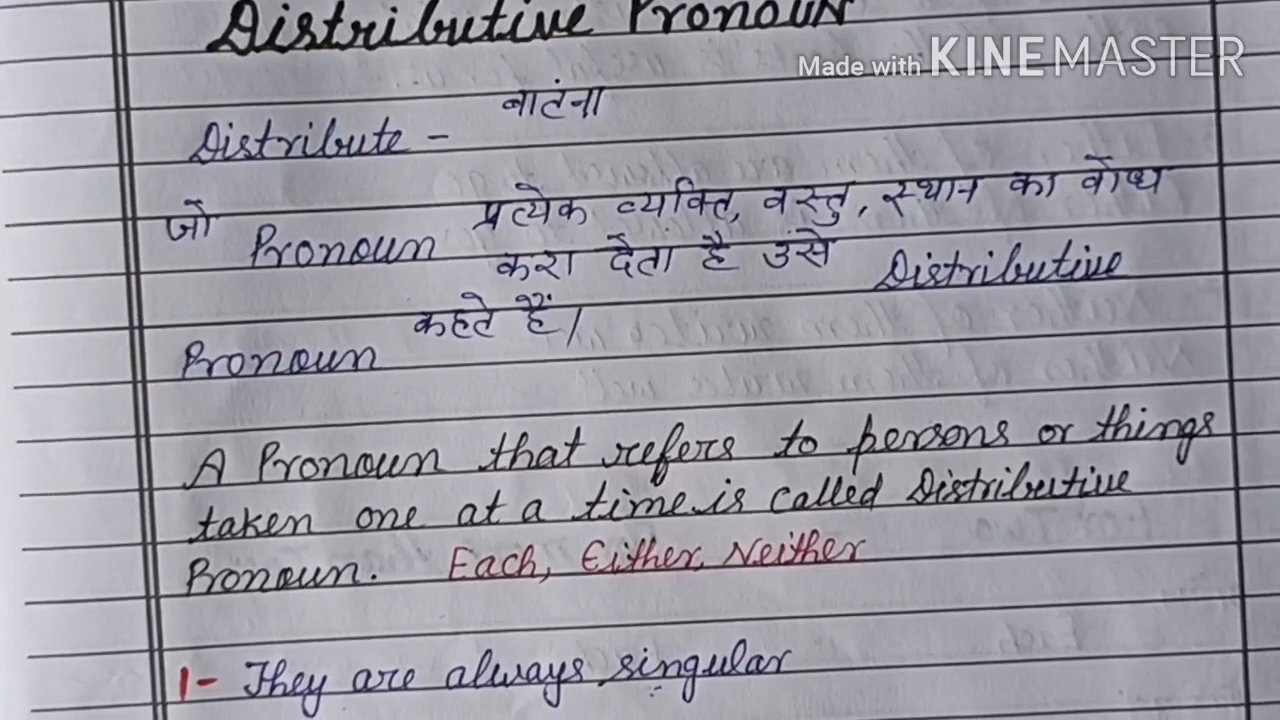 Distributive Pronoun
Made with KINEMASTER
Distribute - बाटंना
जो Pronoun प्रत्येक व्यक्ति, वस्तु, स्थान का बोध
करा देता है उसे Distributive
Pronoun कहते हैं।
A Pronoun that refers to persons or things
taken one at a time is called Distributive
Pronoun. Each, Either, Neither
1- They are always singular